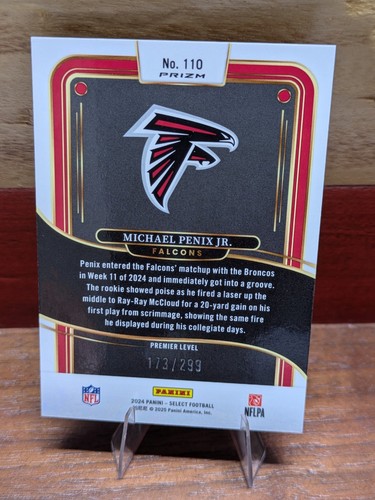 No. 110
PRIZM
MICHAEL PENIX JR.
FALCONS
Penix entered the Falcons' matchup with the Broncos
in Week 11 of 2024 and immediately got into a groove.
The rookie showed poise as he fired a laser up the
middle to Ray-Ray McCloud for a 20-yard gain on his
first play from scrimmage, showing the same fire
he displayed during his collegiate days.
PREMIER LEVEL
173/299
NFL
PANINI
NFLPA
2024 PANINI - SELECT FOOTBALL
© 2025 Panini America, Inc.